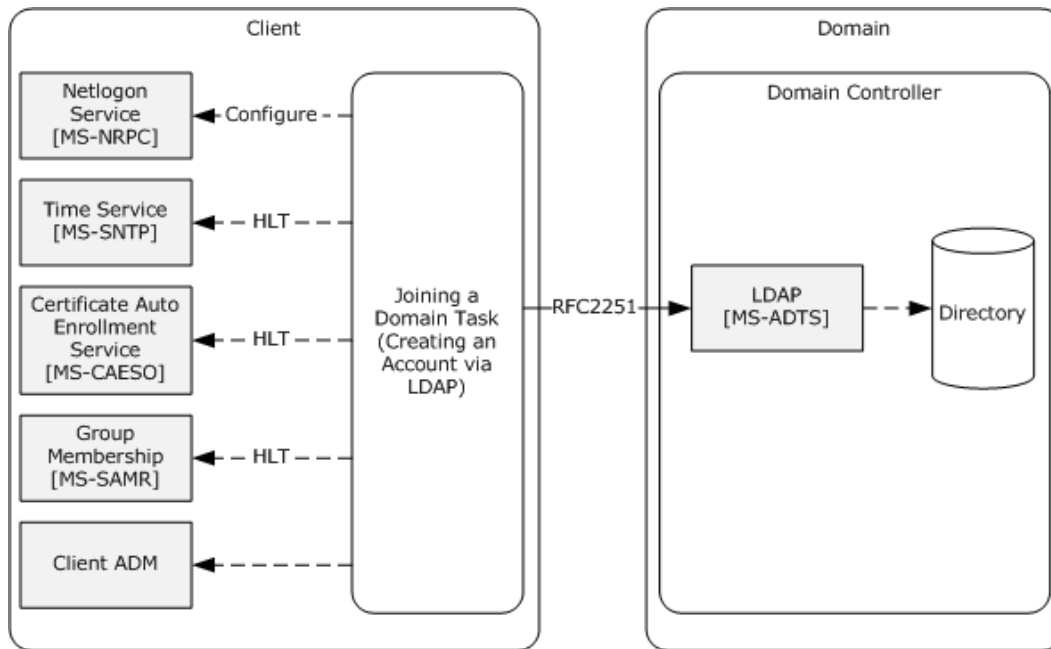 Client
Netlogon
Service
[MS-NRPC]
Configure
Time Service
[MS-SNTP]
HLT
Certificate Auto
Enrollment
Service
[MS-CAESO]
HLT
Group
Membership
[MS-SAMR]
HLT
Client ADM
Joining a
Domain Task
(Creating an
Account via
LDAP)
RFC2251
Domain
Domain Controller
LDAP
[MS-ADTS]
Directory